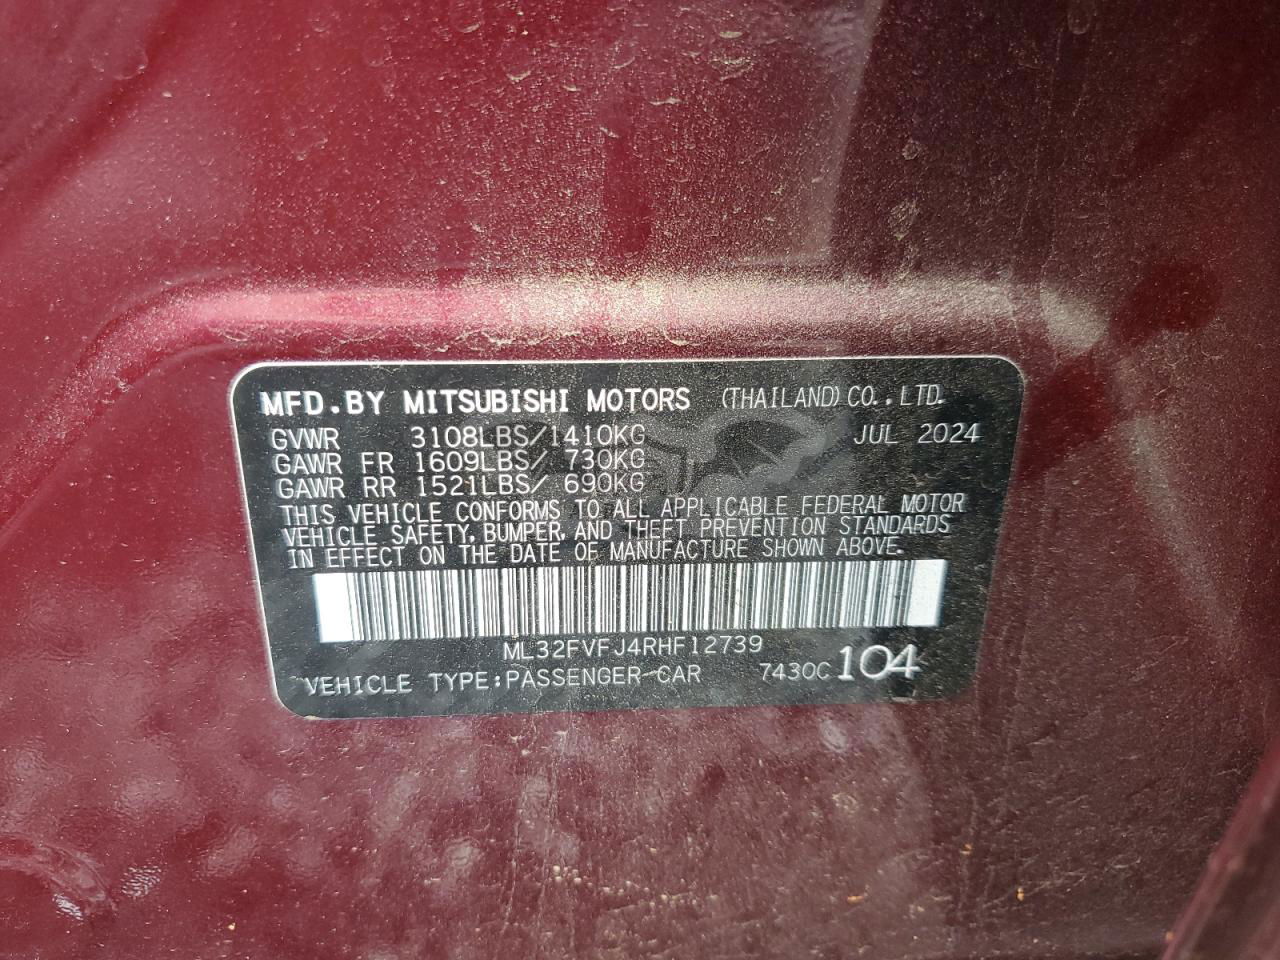 MFD.BY MITSUBISHI MOTORS (THAILAND) CO.,LTD.
GVWR 3108LBS/1410KG JUL 2024
GAWR FR 1609LBS/ 730KG
GAWR RR 1521LBS/ 690KG
THIS VEHICLE CONFORMS TO ALL APPLICABLE FEDERAL MOTOR
VEHICLE SAFETY, BUMPER, AND THEFT PREVENTION STANDARDS
IN EFFECT ON THE DATE OF MANUFACTURE SHOWN ABOVE.
ML32FVFJ4RHF12739
VEHICLE TYPE:PASSENGER CAR 7430C 104